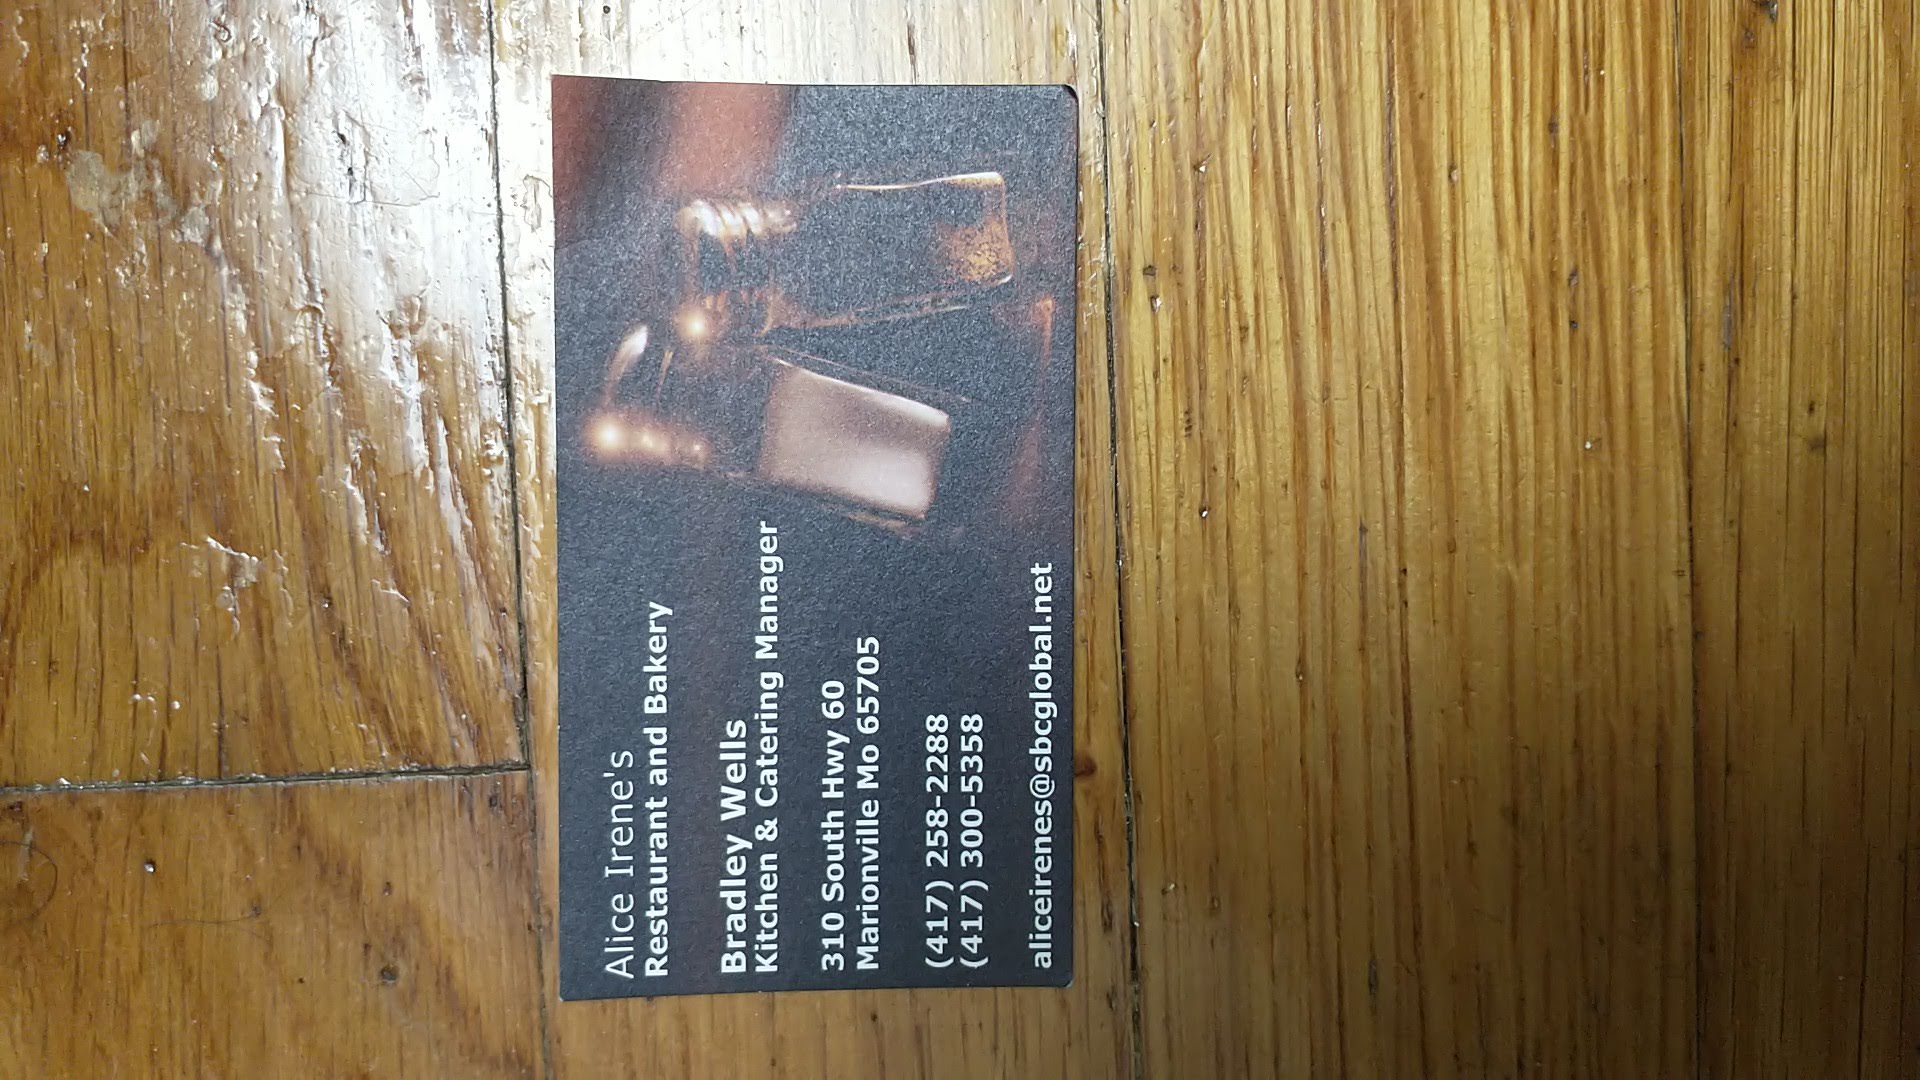 Alice Irene's
Restaurant and Bakery
Bradley Wells
Kitchen & Catering Manager
310 South Hwy 60
Marionville Mo 65705
(417) 258-2288
(417) 300-5358
aliceirenes@sbcglobal.net